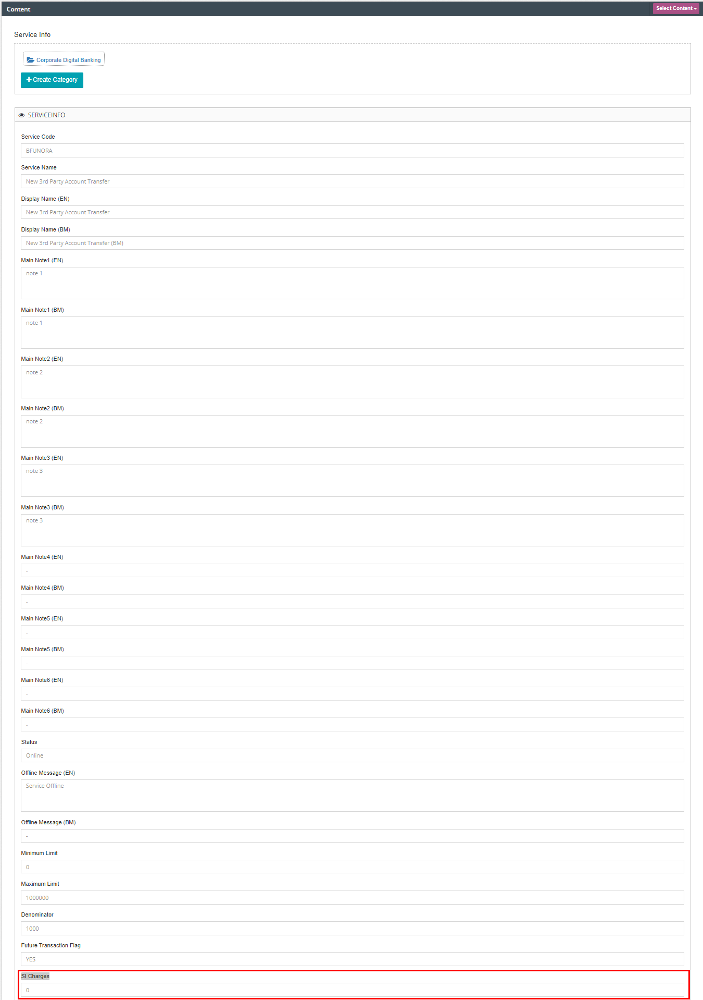 Content
Select Content
Service Info
Corporate Digital Banking
+ Create Category
SERVICEINFO
Service Code
BFUNORA
Service Name
New 3rd Party Account Transfer
Display Name (EN)
New 3rd Party Account Transfer
Display Name (BM)
New 3rd Party Account Transfer (BM)
Main Note1 (EN)
note 1
Main Note1 (BM)
note 1
Main Note2 (EN)
note 2
Main Note2 (BM)
note 2
Main Note3 (EN)
note 3
Main Note3 (BM)
note 3
Main Note4 (EN)
-
Main Note4 (BM)
-
Main Note5 (EN)
-
Main Note5 (BM)
-
Main Note6 (EN)
-
Main Note6 (BM)
-
Status
Online
Offline Message (EN)
Service Offline
Offline Message (BM)
-
Minimum Limit
0
Maximum Limit
1000000
Denominator
1000
Future Transaction Flag
YES
SI Charges
0